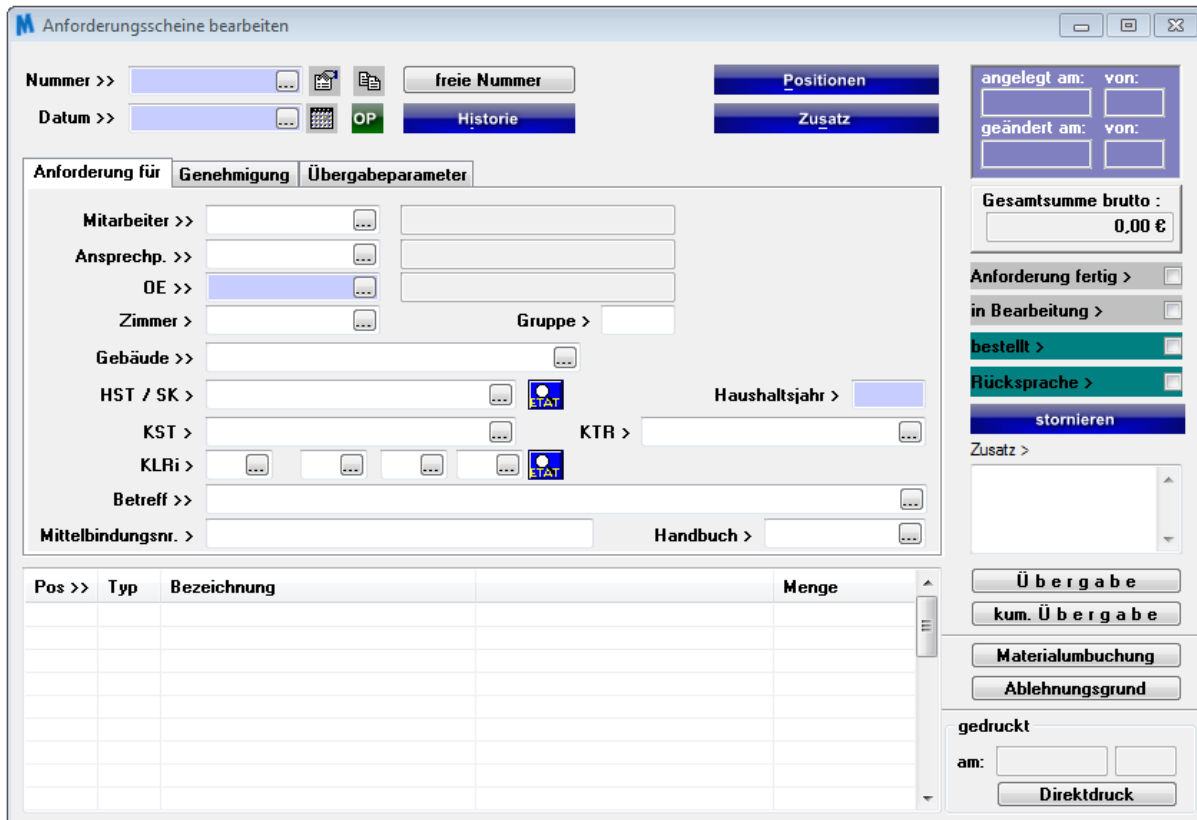 M Anforderungsscheine bearbeiten
Nummer >> ... freie Nummer Positionen
Datum >> ... OP Historie Zusatz
angelegt am: von:
geändert am: von:
Anforderung für Genehmigung Übergabeparameter
Mitarbeiter >> ...
Ansprechp. >> ...
OE >> ...
Zimmer > ... Gruppe >
Gebäude >> ...
HST / SK > ... ETAT Haushaltsjahr >
KST > ... KTR > ...
KLRi > ... ... ... ... ETAT
Betreff >> ...
Mittelbindungsnr. > Handbuch > ...
Gesamtsumme brutto :
0,00 €
Anforderung fertig >
in Bearbeitung >
bestellt >
Rücksprache >
stornieren
Zusatz >
Pos >> Typ Bezeichnung Menge
Ü b e r g a b e
kum. Ü b e r g a b e
Materialumbuchung
Ablehnungsgrund
gedruckt
am:
Direktdruck